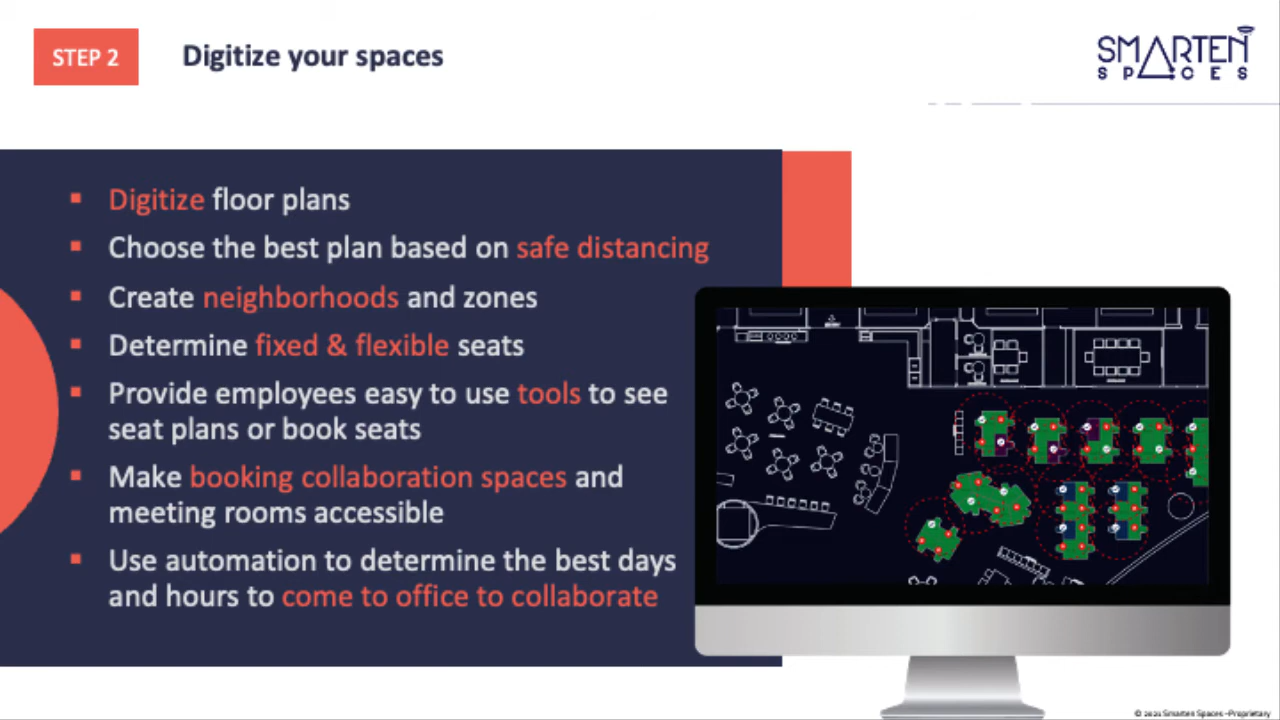 STEP 2
Digitize your spaces
SMARTEN
SPACES
▪ Digitize floor plans
▪ Choose the best plan based on safe distancing
▪ Create neighborhoods and zones
▪ Determine fixed & flexible seats
▪ Provide employees easy to use tools to see
seat plans or book seats
▪ Make booking collaboration spaces and
meeting rooms accessible
▪ Use automation to determine the best days
and hours to come to office to collaborate
© 2021 Smarten Spaces -Proprietary